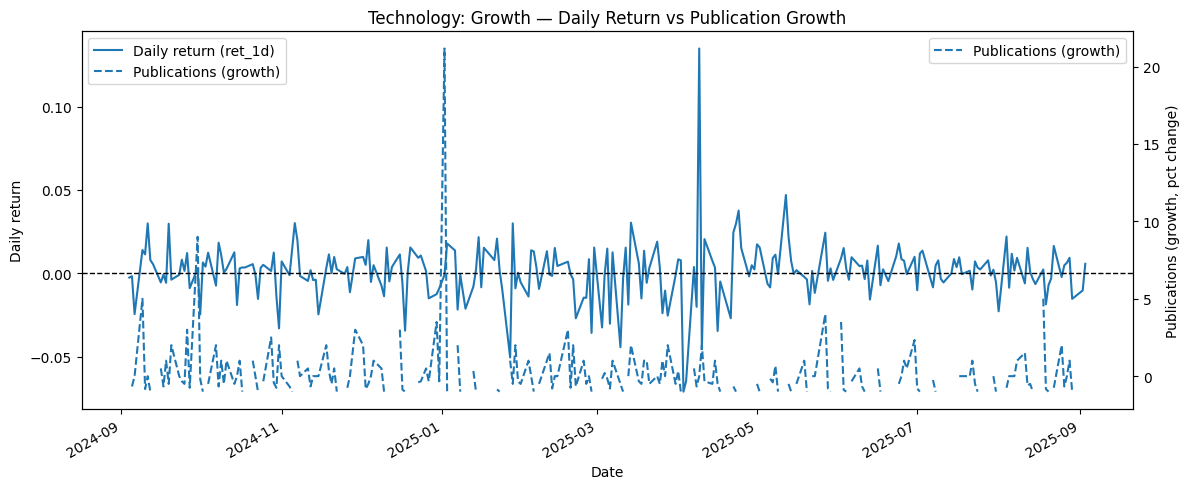 Technology: Growth — Daily Return vs Publication Growth
Daily return (ret_1d)
Publications (growth)
Publications (growth)
Daily return
0.10
0.05
0.00
−0.05
20
15
10
5
0
Publications (growth, pct change)
2024-09
2024-11
2025-01
2025-03
2025-05
2025-07
2025-09
Date